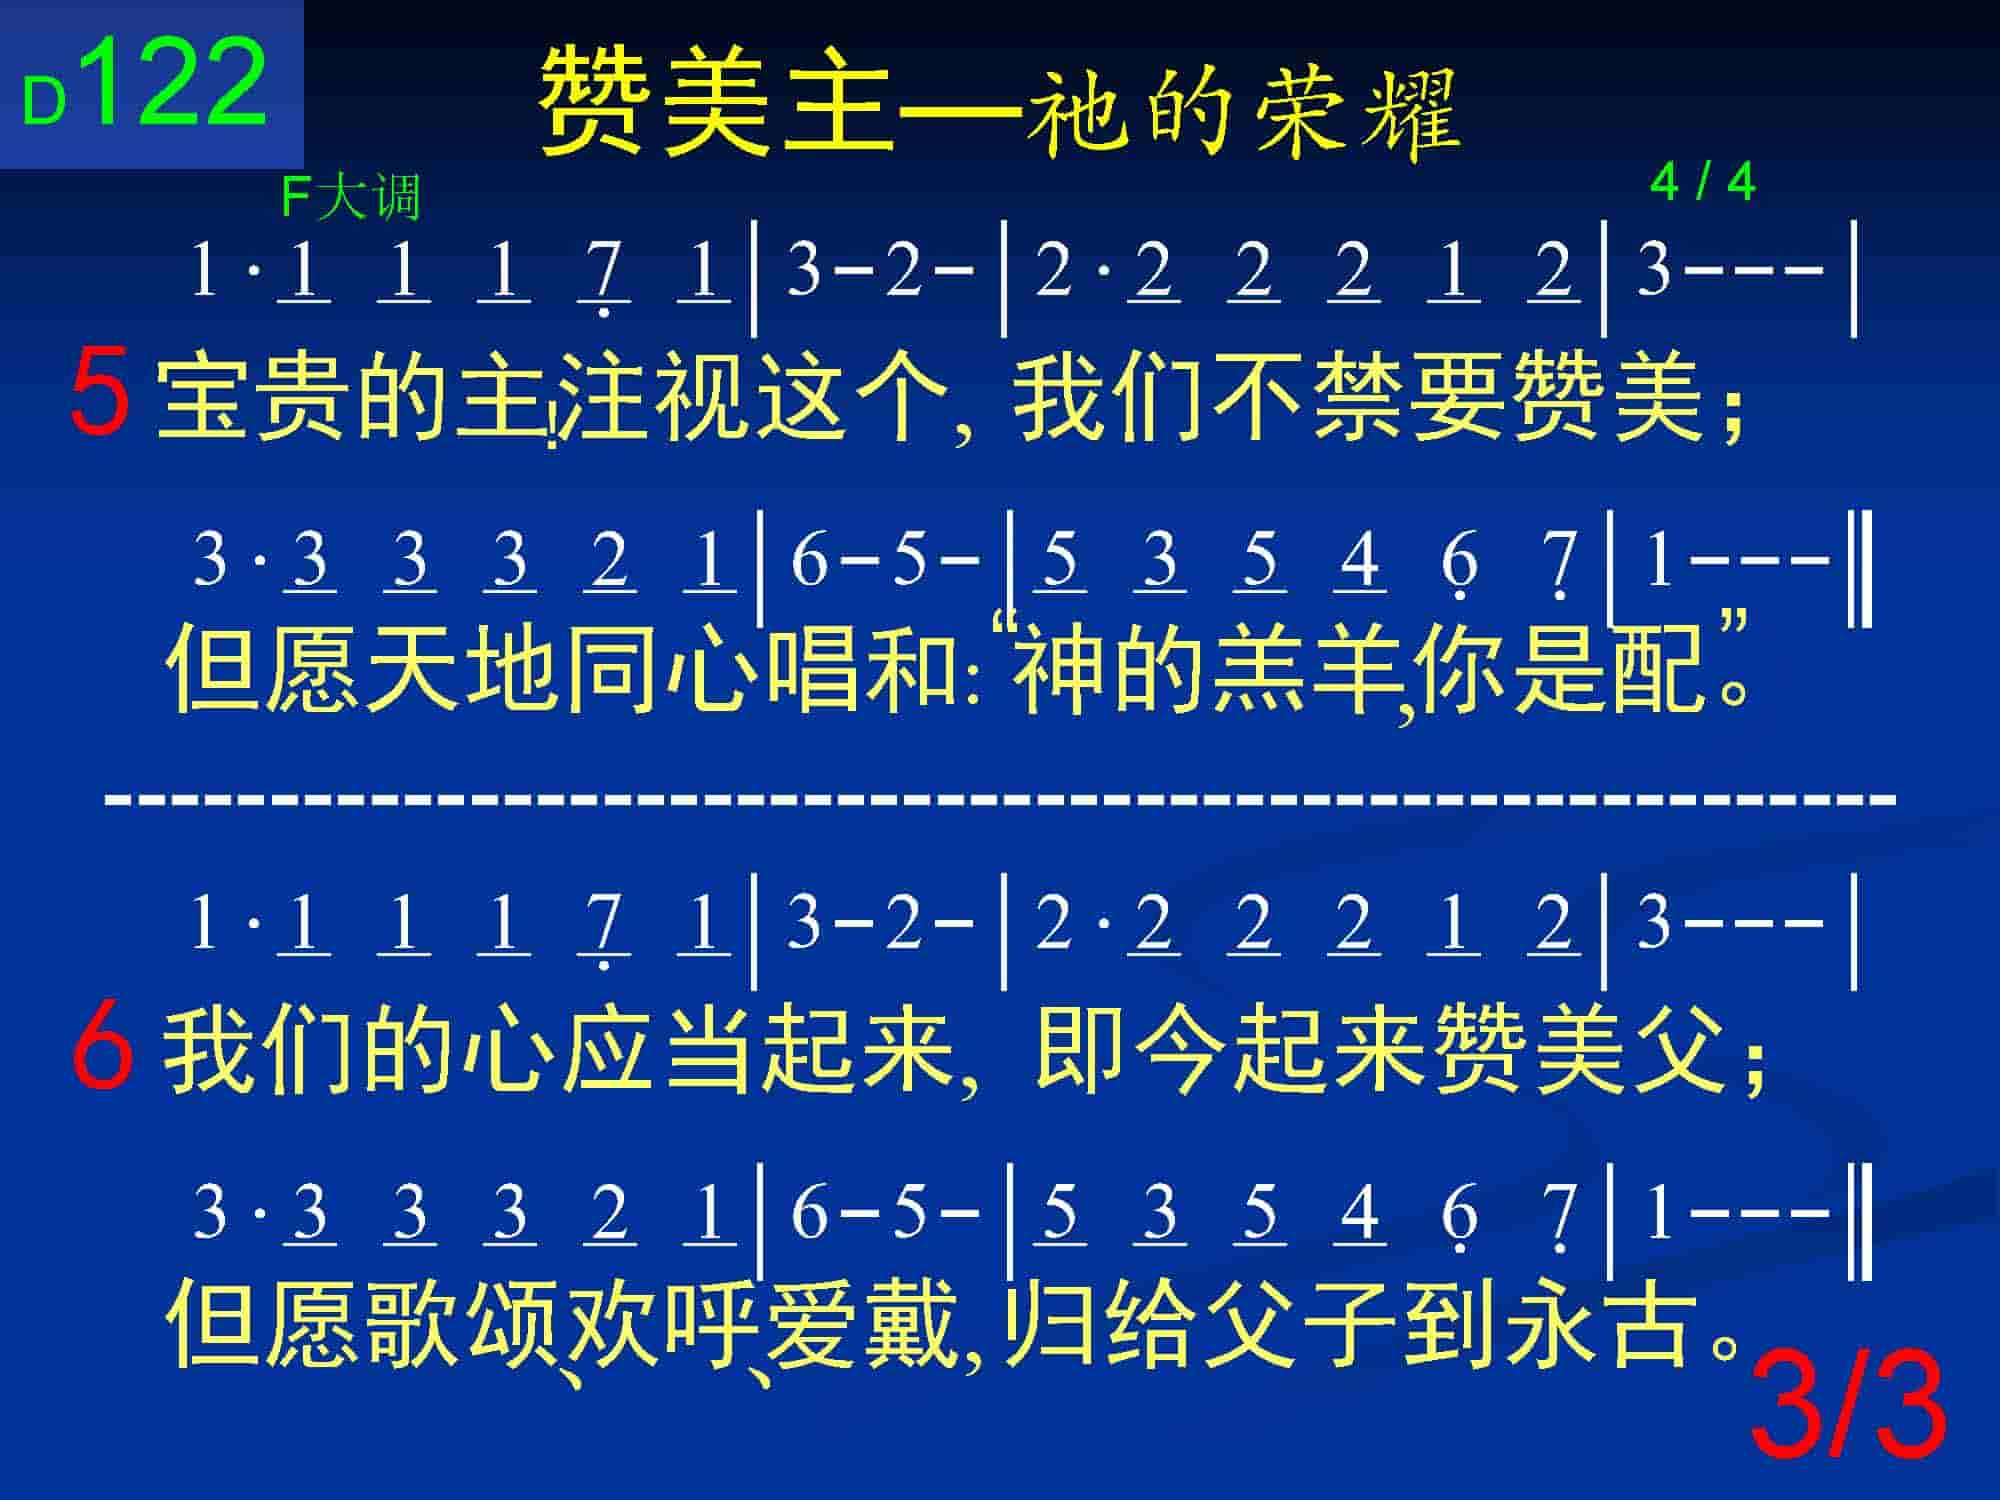 D122
赞美主—祂的荣耀
F大调 4/4
1·1 1 1 7̣ 1|3-2-|2·2 2 2 1 2|3---|
5 宝贵的主!注视这个, 我们不禁要赞美;
3·3 3 3 2 1|6-5-|5 3 5 4 6̣ 7̣|1---‖
但愿天地同心唱和:“神的羔羊,你是配”。
------------------------------------------------------
1·1 1 1 7̣ 1|3-2-|2·2 2 2 1 2|3---|
6 我们的心应当起来, 即今起来赞美父;
3·3 3 3 2 1|6-5-|5 3 5 4 6̣ 7̣|1---‖
但愿歌颂、欢呼、爱戴,归给父子到永古。
3/3